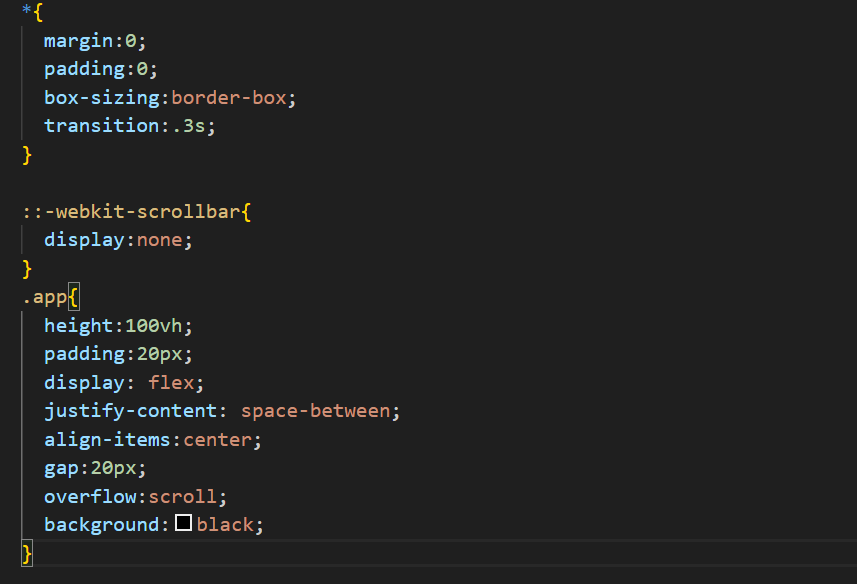 *{
margin:0;
padding:0;
box-sizing:border-box;
transition:.3s;
}
::-webkit-scrollbar{
display:none;
}
.app{
height:100vh;
padding:20px;
display: flex;
justify-content: space-between;
align-items:center;
gap:20px;
overflow:scroll;
background:black;
}